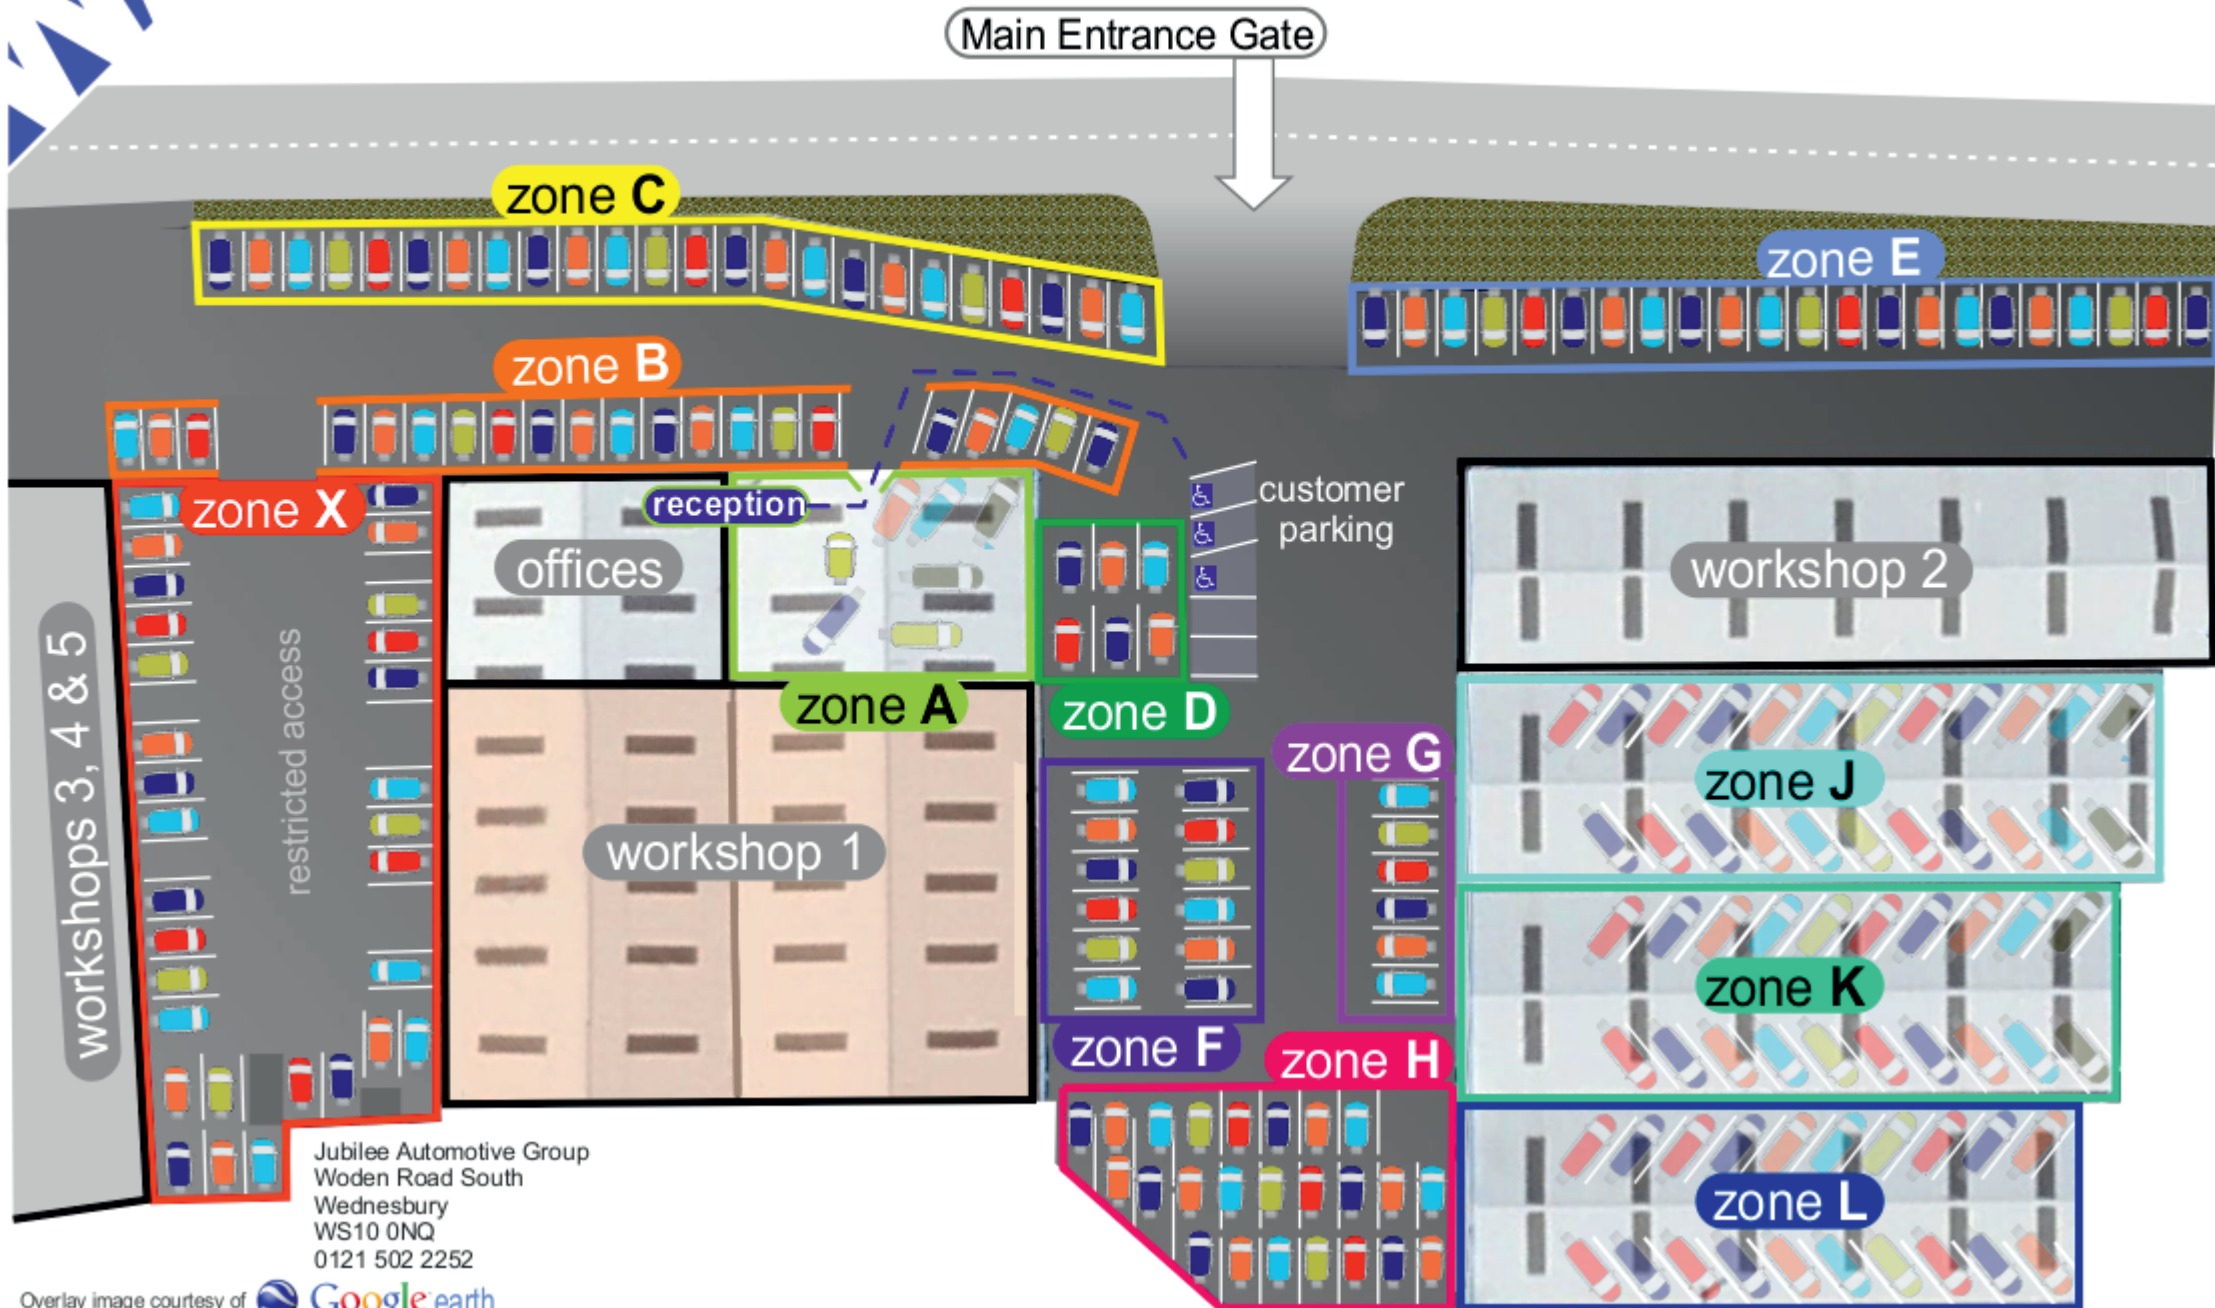 Main Entrance Gate
zone C
zone E
zone B
zone X
reception
customer
parking
offices
workshop 2
workshops 3, 4 & 5
restricted access
zone A
zone D
zone G
zone J
workshop 1
zone K
zone F
zone H
zone L
Jubilee Automotive Group
Woden Road South
Wednesbury
WS10 0NQ
0121 502 2252
Overlay image courtesy of Google earth